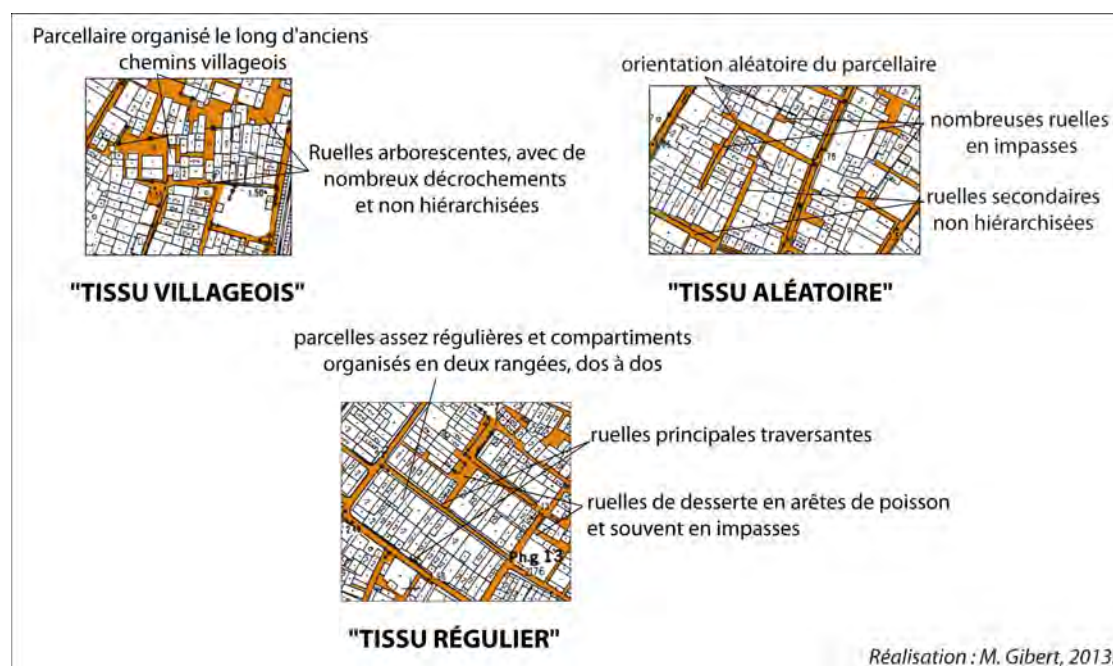 Parcellaire organisé le long d'anciens
chemins villageois
Ruelles arborescentes, avec de
nombreux décrochements
et non hiérarchisées
"TISSU VILLAGEOIS"
orientation aléatoire du parcellaire
nombreuses ruelles
en impasses
ruelles secondaires
non hiérarchisées
"TISSU ALÉATOIRE"
parcelles assez régulières et compartiments
organisés en deux rangées, dos à dos
ruelles principales traversantes
ruelles de desserte en arêtes de poisson
et souvent en impasses
Ph.g 13
"TISSU RÉGULIER"
Réalisation : M. Gibert, 2013